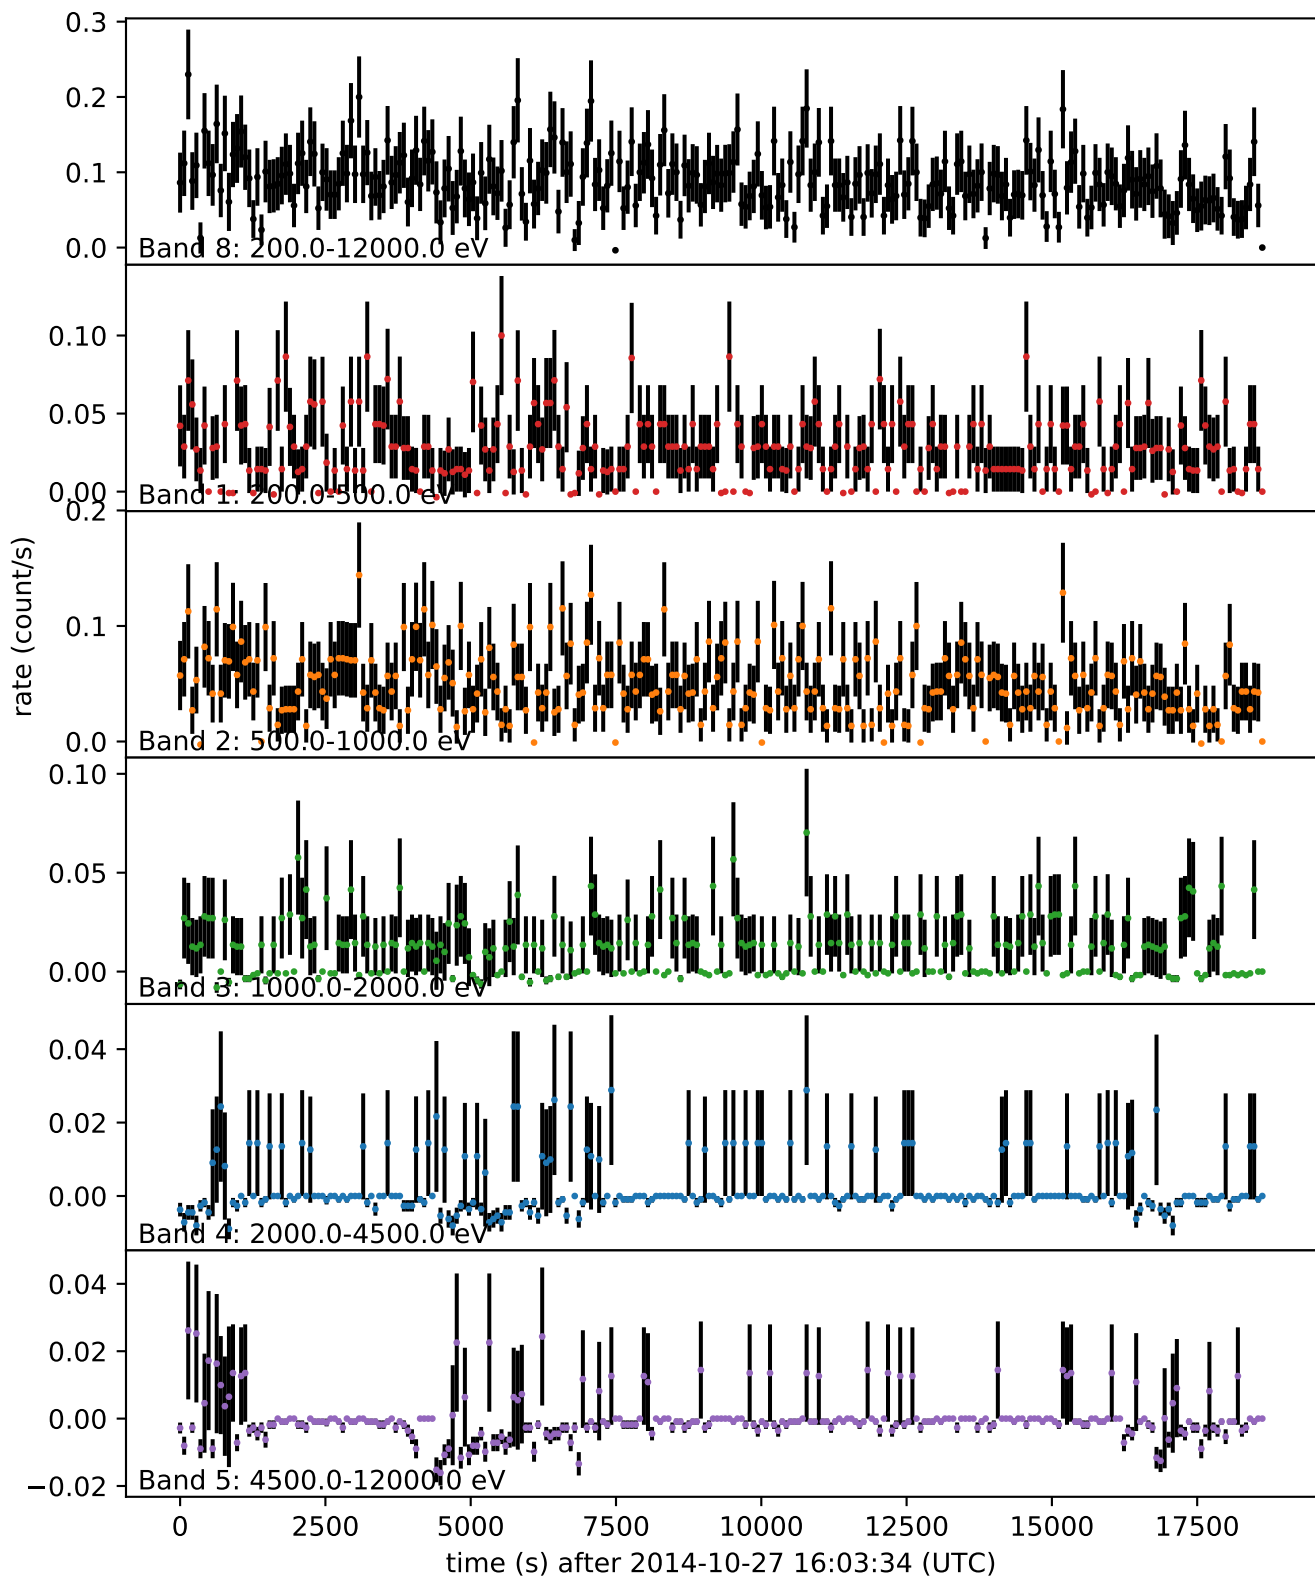 0.3
0.2
0.1
0.0
Band 8: 200.0-12000.0 eV
0.10
0.05
0.00
Band 1: 200.0-500.0 eV
0.2
0.1
0.0
Band 2: 500.0-1000.0 eV
rate (count/s)
0.10
0.05
0.00
Band 3: 1000.0-2000.0 eV
0.04
0.02
0.00
Band 4: 2000.0-4500.0 eV
0.04
0.02
0.00
−0.02
Band 5: 4500.0-12000.0 eV
0 2500 5000 7500 10000 12500 15000 17500
time (s) after 2014-10-27 16:03:34 (UTC)